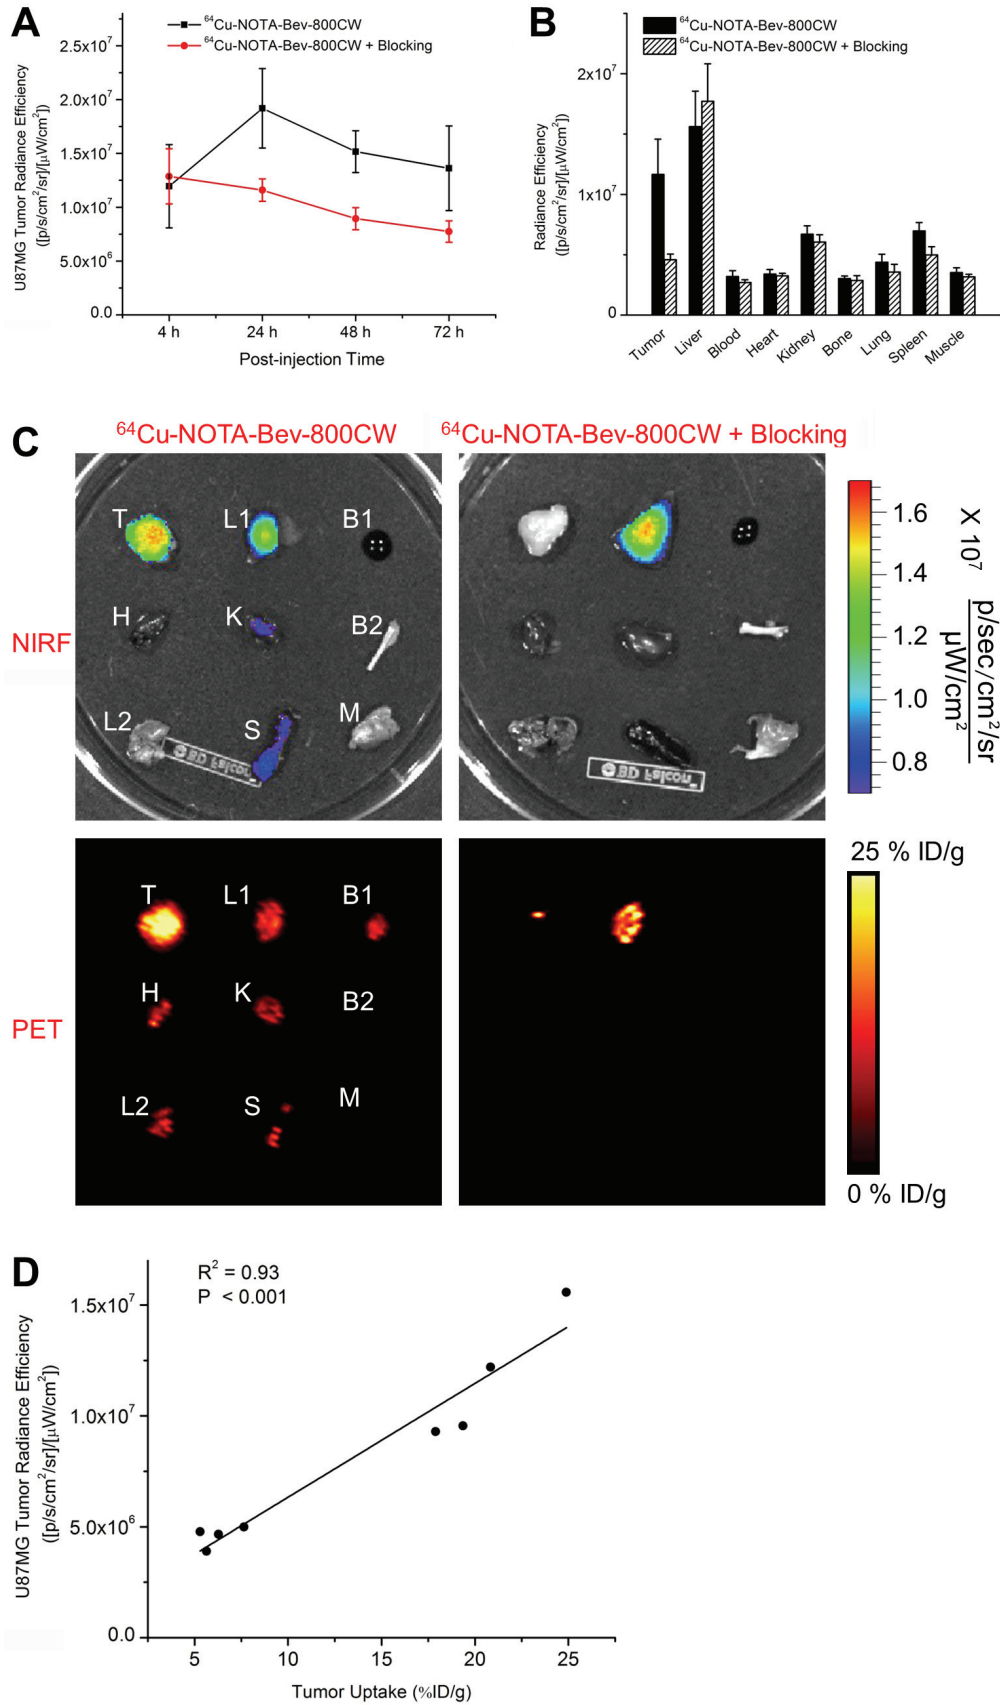 A
64Cu-NOTA-Bev-800CW
64Cu-NOTA-Bev-800CW + Blocking
U87MG Tumor Radiance Efficiency
([p/s/cm2/sr]/[µW/cm2])
2.5x107
2.0x107
1.5x107
1.0x107
5.0x106
0.0
4 h
24 h
48 h
72 h
Post-injection Time
B
64Cu-NOTA-Bev-800CW
64Cu-NOTA-Bev-800CW + Blocking
Radiance Efficiency
([p/s/cm2/sr]/[µW/cm2])
2x107
1x107
0
Tumor
Liver
Blood
Heart
Kidney
Bone
Lung
Spleen
Muscle
C
64Cu-NOTA-Bev-800CW
64Cu-NOTA-Bev-800CW + Blocking
NIRF
T
L1
B1
H
K
B2
L2
S
M
BD Falcon
BD Falcon
1.6
1.4
1.2
1.0
0.8
X 107
p/sec/cm2/sr
µW/cm2
PET
T
L1
B1
H
K
B2
L2
S
M
25 % ID/g
0 % ID/g
D
R2 = 0.93
P < 0.001
U87MG Tumor Radiance Efficiency
([p/s/cm2/sr]/[µW/cm2])
1.5x107
1.0x107
5.0x106
0.0
5
10
15
20
25
Tumor Uptake (%ID/g)